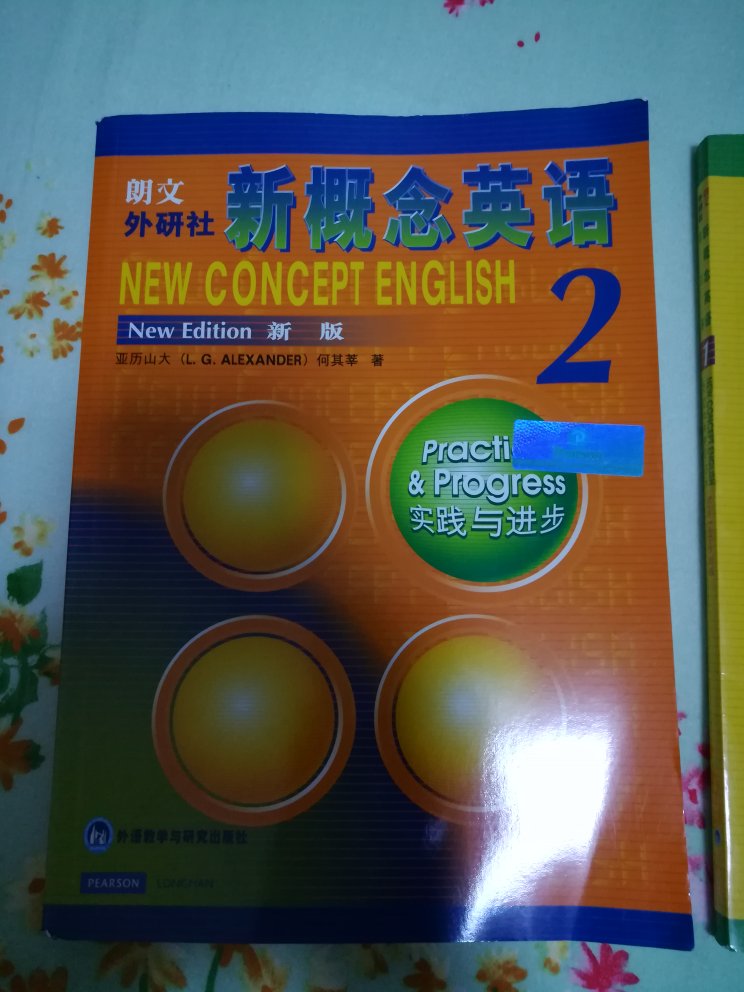 朗文
外研社
新概念英语
NEW CONCEPT ENGLISH
2
New Edition 新 版
亚历山大 (L. G. ALEXANDER) 何其莘 著
Practi
& Progress
实践与进步
外语教学与研究出版社
PEARSON LONGMAN